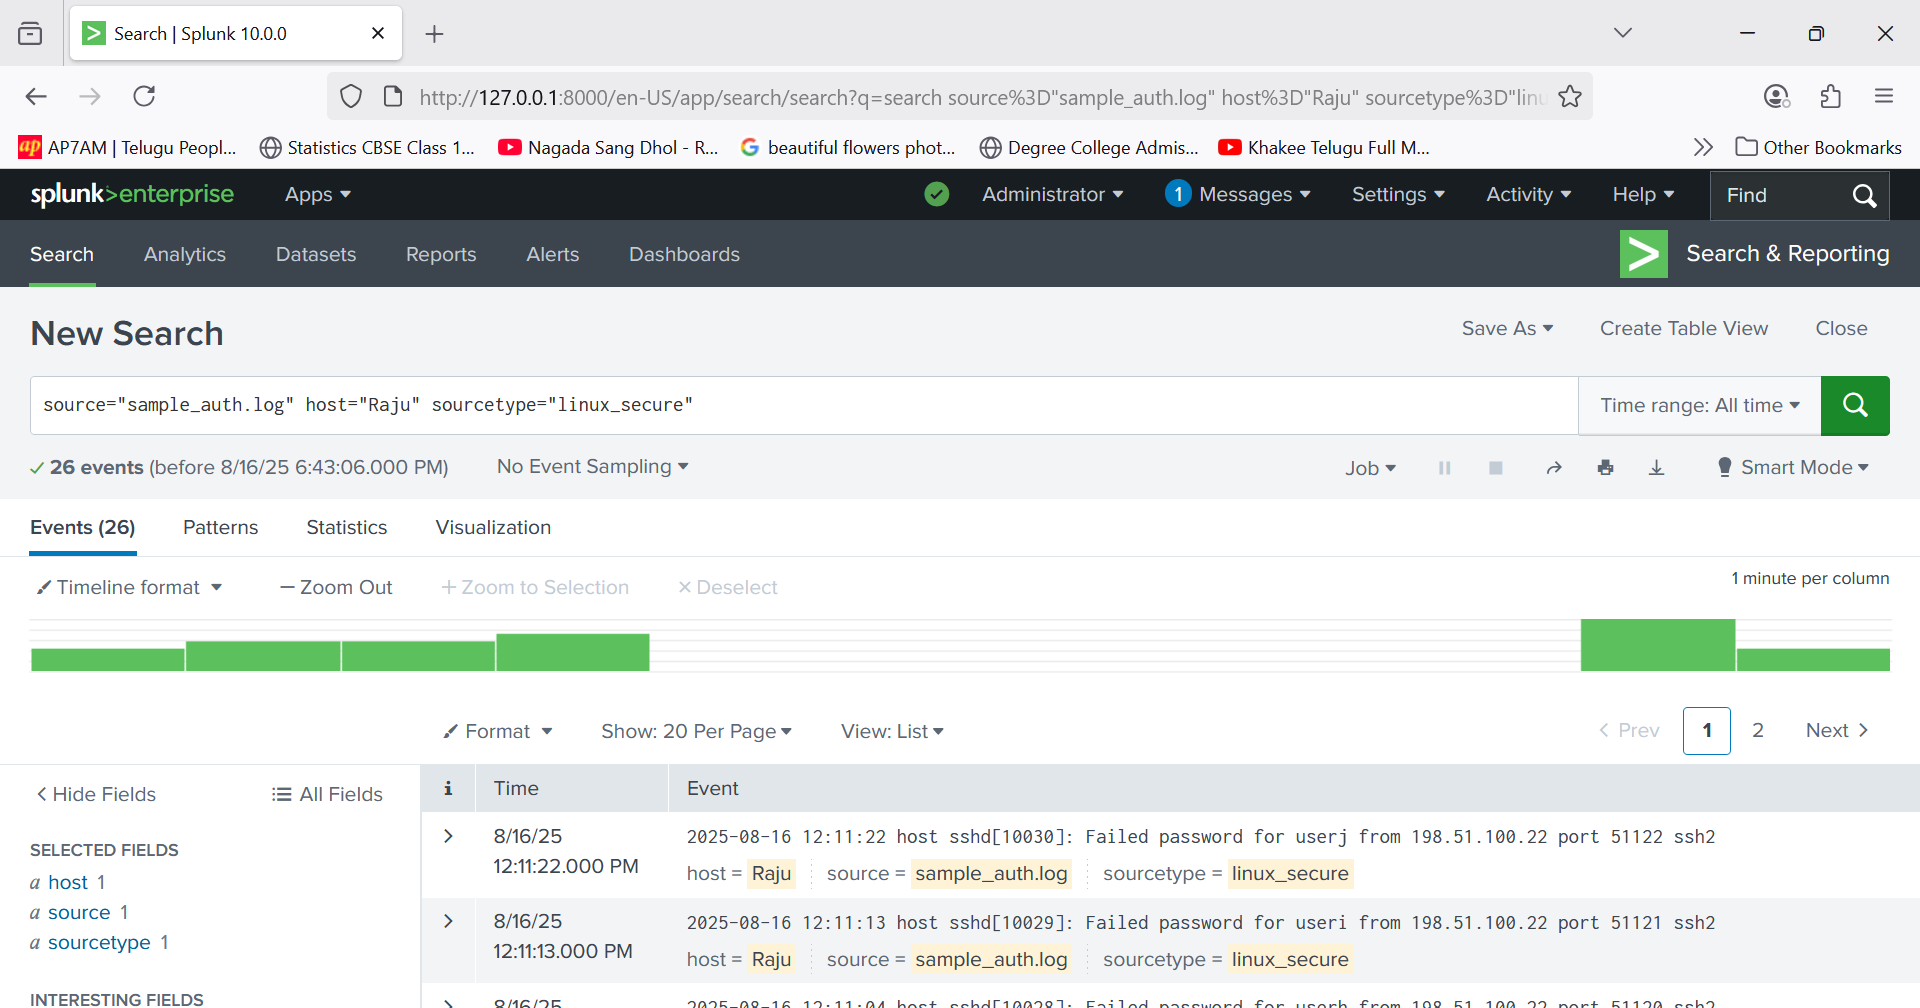 Search | Splunk 10.0.0
http://127.0.0.1:8000/en-US/app/search/search?q=search source%3D"sample_auth.log" host%3D"Raju" sourcetype%3D"linu
AP7AM | Telugu Peopl... Statistics CBSE Class 1... Nagada Sang Dhol - R... beautiful flowers phot... Degree College Admis... Khakee Telugu Full M... Other Bookmarks
splunk>enterprise Apps Administrator 1 Messages Settings Activity Help Find
Search Analytics Datasets Reports Alerts Dashboards Search & Reporting
New Search Save As Create Table View Close
source="sample_auth.log" host="Raju" sourcetype="linux_secure" Time range: All time
26 events (before 8/16/25 6:43:06.000 PM) No Event Sampling Job Smart Mode
Events (26) Patterns Statistics Visualization
Timeline format — Zoom Out + Zoom to Selection × Deselect 1 minute per column
Format Show: 20 Per Page View: List < Prev 1 2 Next >
< Hide Fields All Fields i Time Event
SELECTED FIELDS
a host 1
a source 1
a sourcetype 1
INTERESTING FIELDS
> 8/16/25 2025-08-16 12:11:22 host sshd[10030]: Failed password for userj from 198.51.100.22 port 51122 ssh2
12:11:22.000 PM host = Raju source = sample_auth.log sourcetype = linux_secure
> 8/16/25 2025-08-16 12:11:13 host sshd[10029]: Failed password for useri from 198.51.100.22 port 51121 ssh2
12:11:13.000 PM host = Raju source = sample_auth.log sourcetype = linux_secure
> 8/16/25 2025-08-16 12:11:04 host sshd[10028]: Failed password for userh from 198.51.100.22 port 51120 ssh2